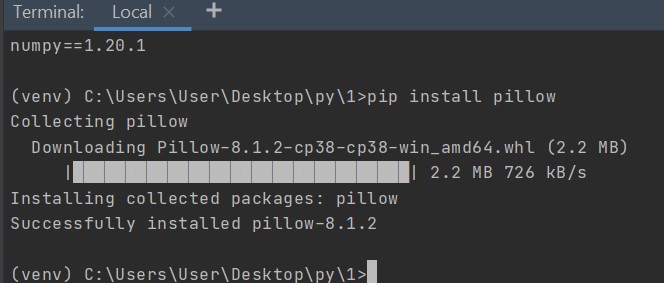 Terminal: Local × +
numpy==1.20.1
(venv) C:\Users\User\Desktop\py\1>pip install pillow
Collecting pillow
  Downloading Pillow-8.1.2-cp38-cp38-win_amd64.whl (2.2 MB)
     |████████████████████████████████| 2.2 MB 726 kB/s
Installing collected packages: pillow
Successfully installed pillow-8.1.2
(venv) C:\Users\User\Desktop\py\1>